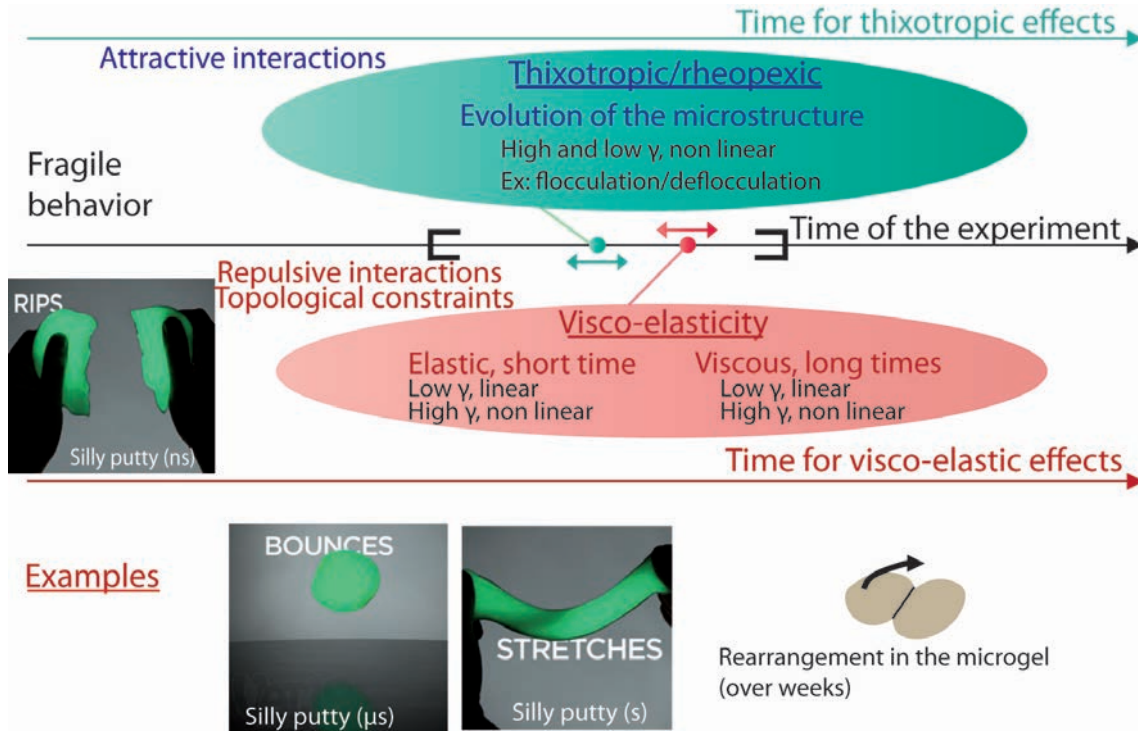 Time for thixotropic effects
Attractive interactions
Thixotropic/rheopexic
Evolution of the microstructure
High and low γ, non linear
Ex: flocculation/deflocculation
Fragile
behavior
Time of the experiment
Repulsive interactions
Topological constraints
RIPS
Silly putty (ns)
Visco-elasticity
Elastic, short time
Low γ, linear
High γ, non linear
Viscous, long times
Low γ, linear
High γ, non linear
Time for visco-elastic effects
Examples
BOUNCES
Silly putty (μs)
STRETCHES
Silly putty (s)
Rearrangement in the microgel
(over weeks)